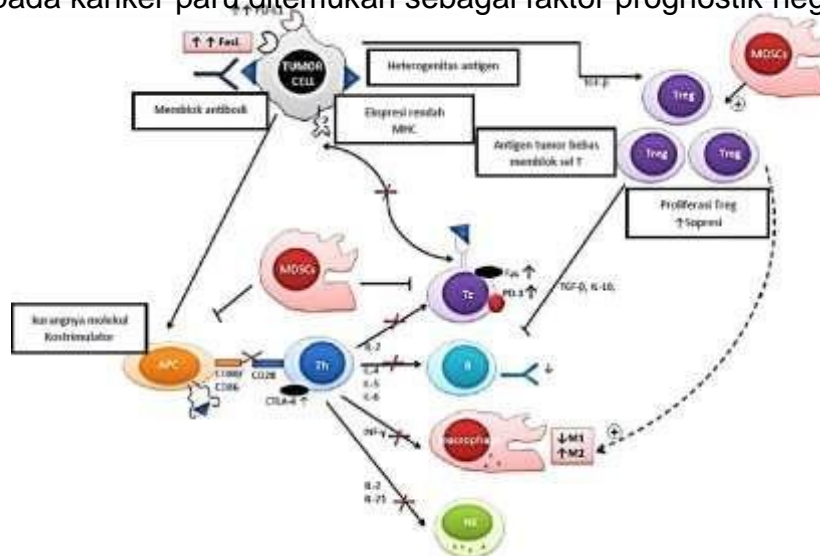 pada kanker paru ditemukan sebagai faktor prognostik neg
↑ ↑ FasL
TUMOR
CELL
Heterogenitas antigen
MDSCs
TGF-β
Treg
Memblok antibodi
Ekspresi rendah
MHC
Antigen tumor bebas
memblok sel T
Treg
Treg
Proliferasi Treg
↑Supresi
MDSCs
Tc
Fas ↑
PD-1 ↑
TGF-β, IL-10,
kurangnya molekul
Kostimulator
APC
CD80/
CD86
CD28
Th
CTLA-4 ↑
IL-2
IL-4
IL-5
IL-6
B
↓
INF-γ
macrophage
↓M1
↑M2
IL-2
IL-21
NK